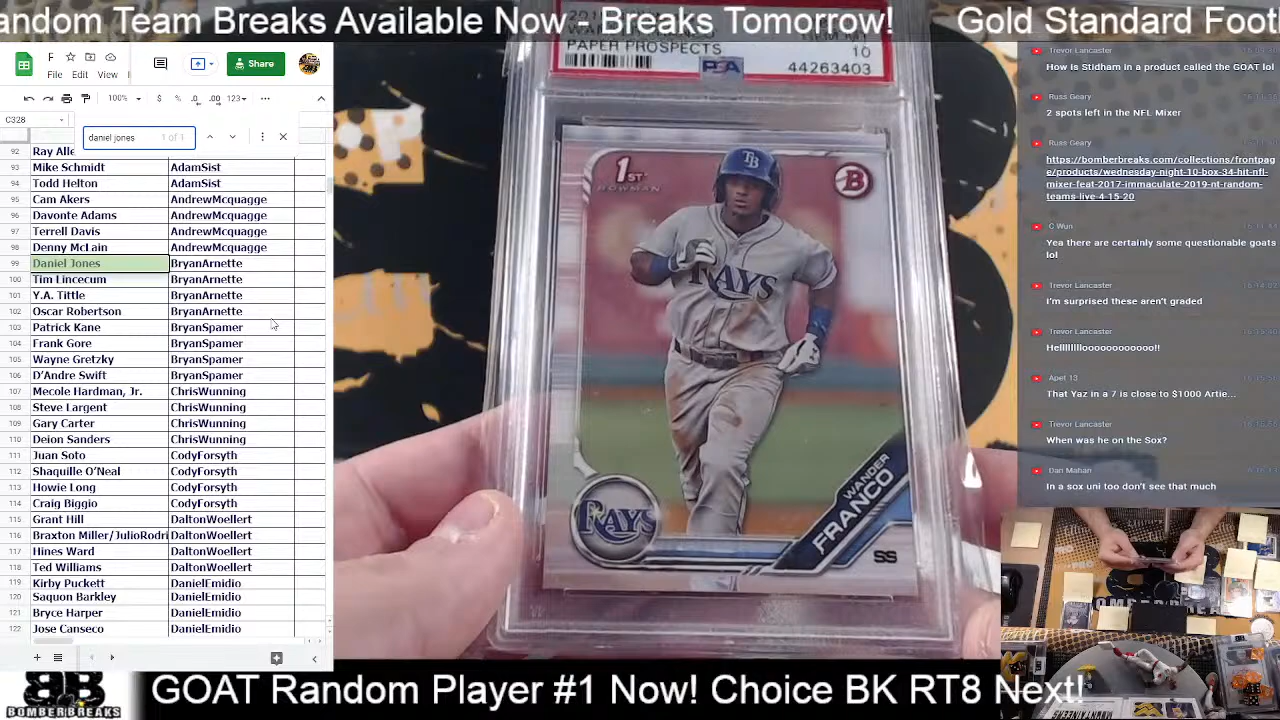 andom Team Breaks Available Now - Breaks Tomorrow!
Gold Standard Foot
F
File Edit View
Share
100% $ % .0 .00 123
C328
daniel jones 1 of 1
92 Ray Alle
93 Mike Schmidt AdamSist
94 Todd Helton AdamSist
95 Cam Akers AndrewMcquagge
96 Davonte Adams AndrewMcquagge
97 Terrell Davis AndrewMcquagge
98 Denny McLain AndrewMcquagge
99 Daniel Jones BryanArnette
100 Tim Lincecum BryanArnette
101 Y.A. Tittle BryanArnette
102 Oscar Robertson BryanArnette
103 Patrick Kane BryanSpamer
104 Frank Gore BryanSpamer
105 Wayne Gretzky BryanSpamer
106 D'Andre Swift BryanSpamer
107 Mecole Hardman, Jr. ChrisWunning
108 Steve Largent ChrisWunning
109 Gary Carter ChrisWunning
110 Deion Sanders ChrisWunning
111 Juan Soto CodyForsyth
112 Shaquille O'Neal CodyForsyth
113 Howie Long CodyForsyth
114 Craig Biggio CodyForsyth
115 Grant Hill DaltonWoellert
116 Braxton Miller/JulioRodri DaltonWoellert
117 Hines Ward DaltonWoellert
118 Ted Williams DaltonWoellert
119 Kirby Puckett DanielEmidio
120 Saquon Barkley DanielEmidio
121 Bryce Harper DanielEmidio
122 Jose Canseco DanielEmidio
PAPER PROSPECTS 10
PSA 44263403
1ST
BOWMAN
B
TB
RAYS
RAYS
WANDER
FRANCO
SS
Trevor Lancaster
How is Stidham in a product called the GOAT lol
Russ Geary
2 spots left in the NFL Mixer
Russ Geary
https://bomberbreaks.com/collections/frontpag
e/products/wednesday-night-10-box-34-hit-nfl-
mixer-feat-2017-immaculate-2019-nt-random-
teams-live-4-15-20
C Wun
Yea there are certainly some questionable goats
lol
Trevor Lancaster
I'm surprised these aren't graded
Trevor Lancaster
Helllllllloooooooooooo!!
Apet 13
That Yaz in a 7 is close to $1000 Artie...
Trevor Lancaster
When was he on the Sox?
Dan Mahan
In a sox uni too don't see that much
BB
BOMBERBREAKS
GOAT Random Player #1 Now! Choice BK RT8 Next!